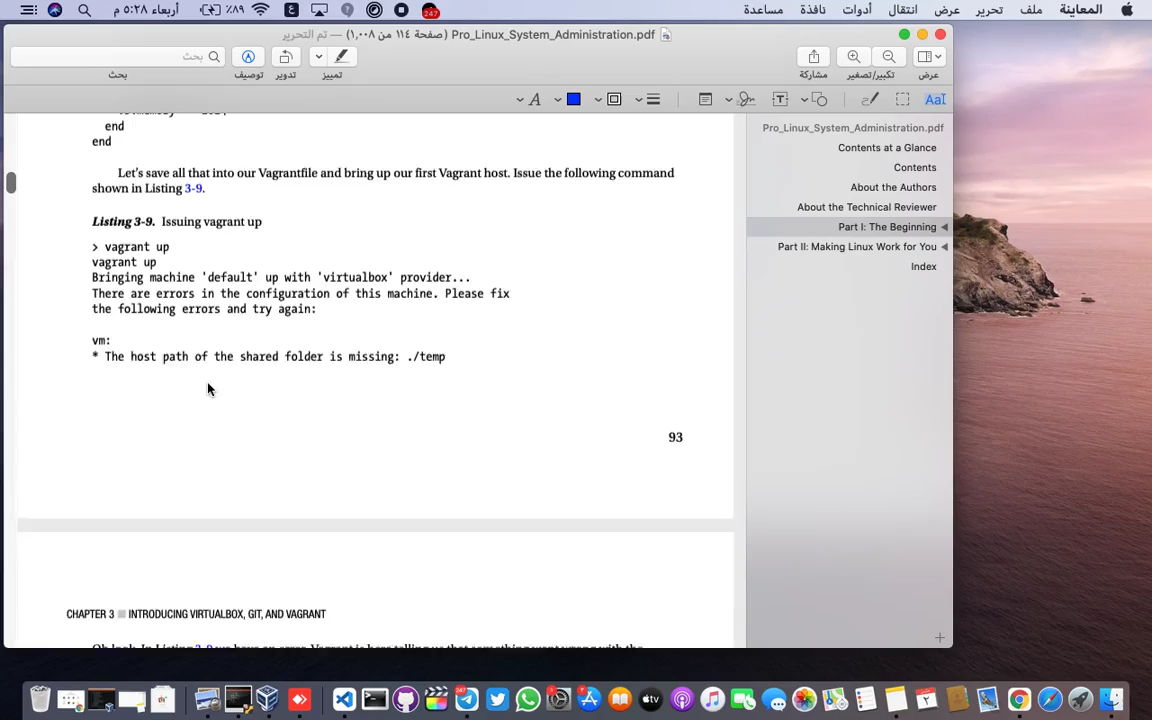 المعاينة ملف تحرير عرض انتقال أدوات نافذة مساعدة
247 ع ٨٩٪ أربعاء ٥:٢٨ م
Pro_Linux_System_Administration.pdf (صفحة ١١٤ من ١,٠٠٨) – تم التحرير
بحث
عرض تكبير/تصغير مشاركة تمييز تدوير توصيف بحث
AaI T A
end
end
Let's save all that into our Vagrantfile and bring up our first Vagrant host. Issue the following command
shown in Listing 3-9.
Listing 3-9. Issuing vagrant up
> vagrant up
vagrant up
Bringing machine 'default' up with 'virtualbox' provider...
There are errors in the configuration of this machine. Please fix
the following errors and try again:
vm:
* The host path of the shared folder is missing: ./temp
93
CHAPTER 3 ■ INTRODUCING VIRTUALBOX, GIT, AND VAGRANT
Pro_Linux_System_Administration.pdf
Contents at a Glance
Contents
About the Authors
About the Technical Reviewer
Part I: The Beginning
Part II: Making Linux Work for You
Index
247